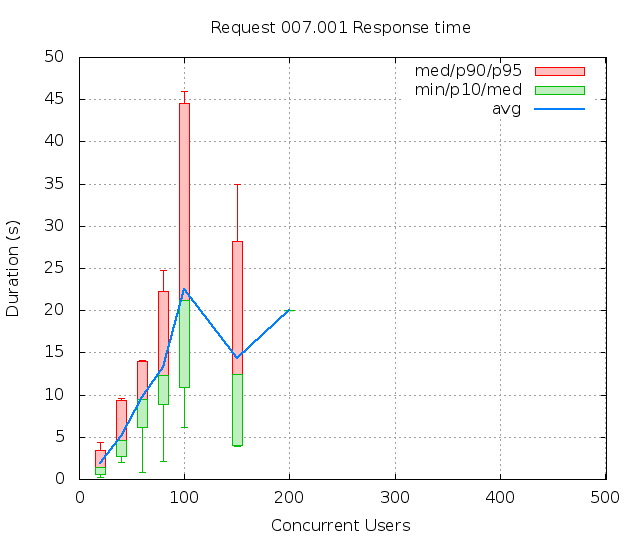 Request 007.001 Response time
med/p90/p95
min/p10/med
avg
50
45
40
35
30
25
20
15
10
5
0
Duration (s)
0 100 200 300 400 500
Concurrent Users